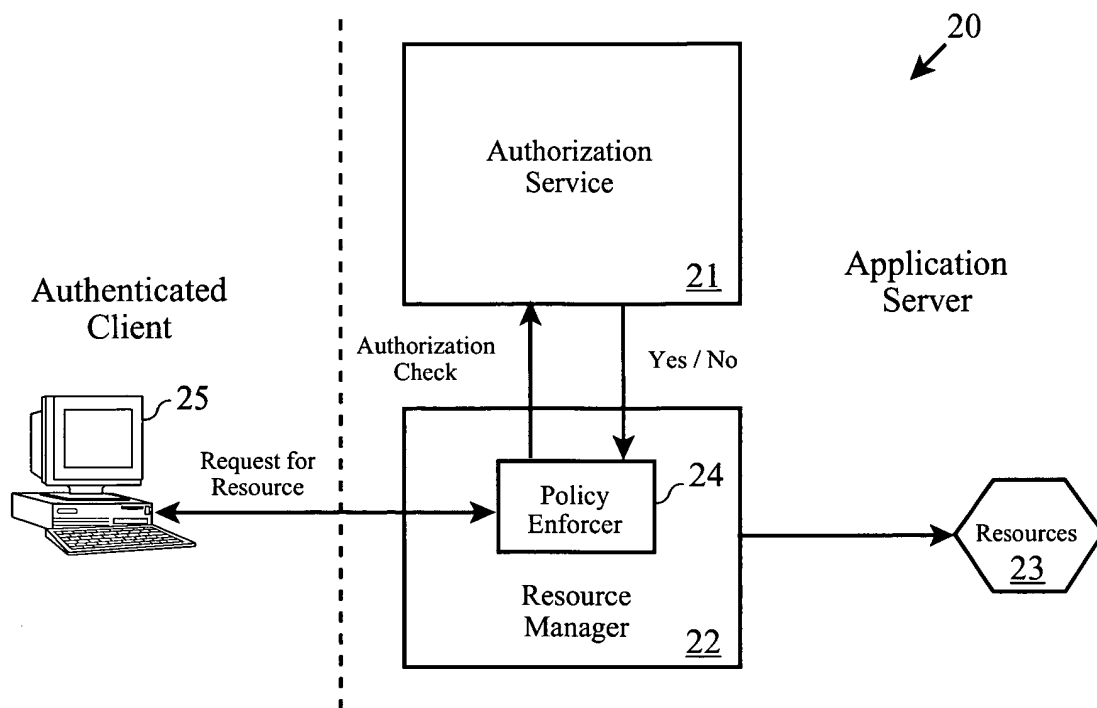 20
Authorization
Service
21
Application
Server
Authenticated
Client
Authorization
Check
Yes / No
25
Request for
Resource
24
Policy
Enforcer
Resources
23
Resource
Manager
22